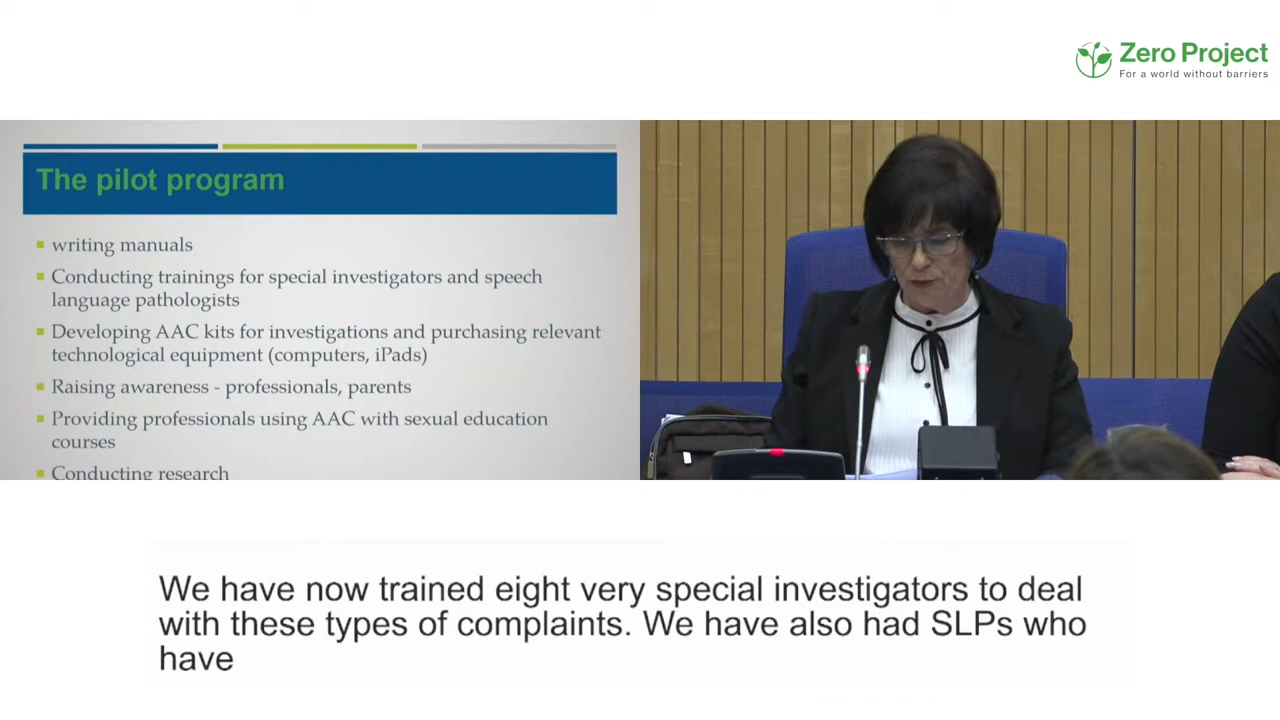 Zero Project
For a world without barriers
The pilot program
writing manuals
Conducting trainings for special investigators and speech
language pathologists
Developing AAC kits for investigations and purchasing relevant
technological equipment (computers, iPads)
Raising awareness - professionals, parents
Providing professionals using AAC with sexual education
courses
Conducting research
We have now trained eight very special investigators to deal
with these types of complaints. We have also had SLPs who
have